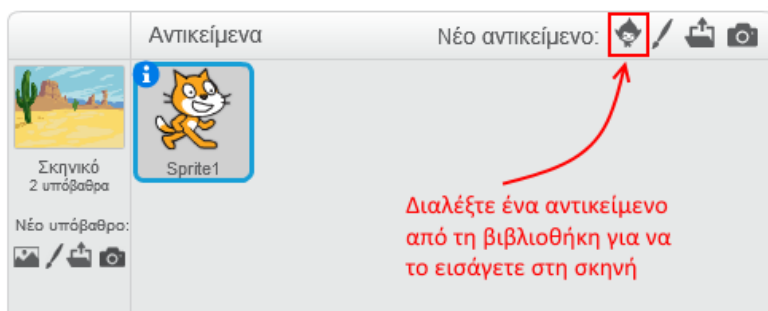 Αντικείμενα
Νέο αντικείμενο:
Sprite1
Σκηνικό
2 υπόβαθρα
Νέο υπόβαθρο:
Διαλέξτε ένα αντικείμενο
από τη βιβλιοθήκη για να
το εισάγετε στη σκηνή